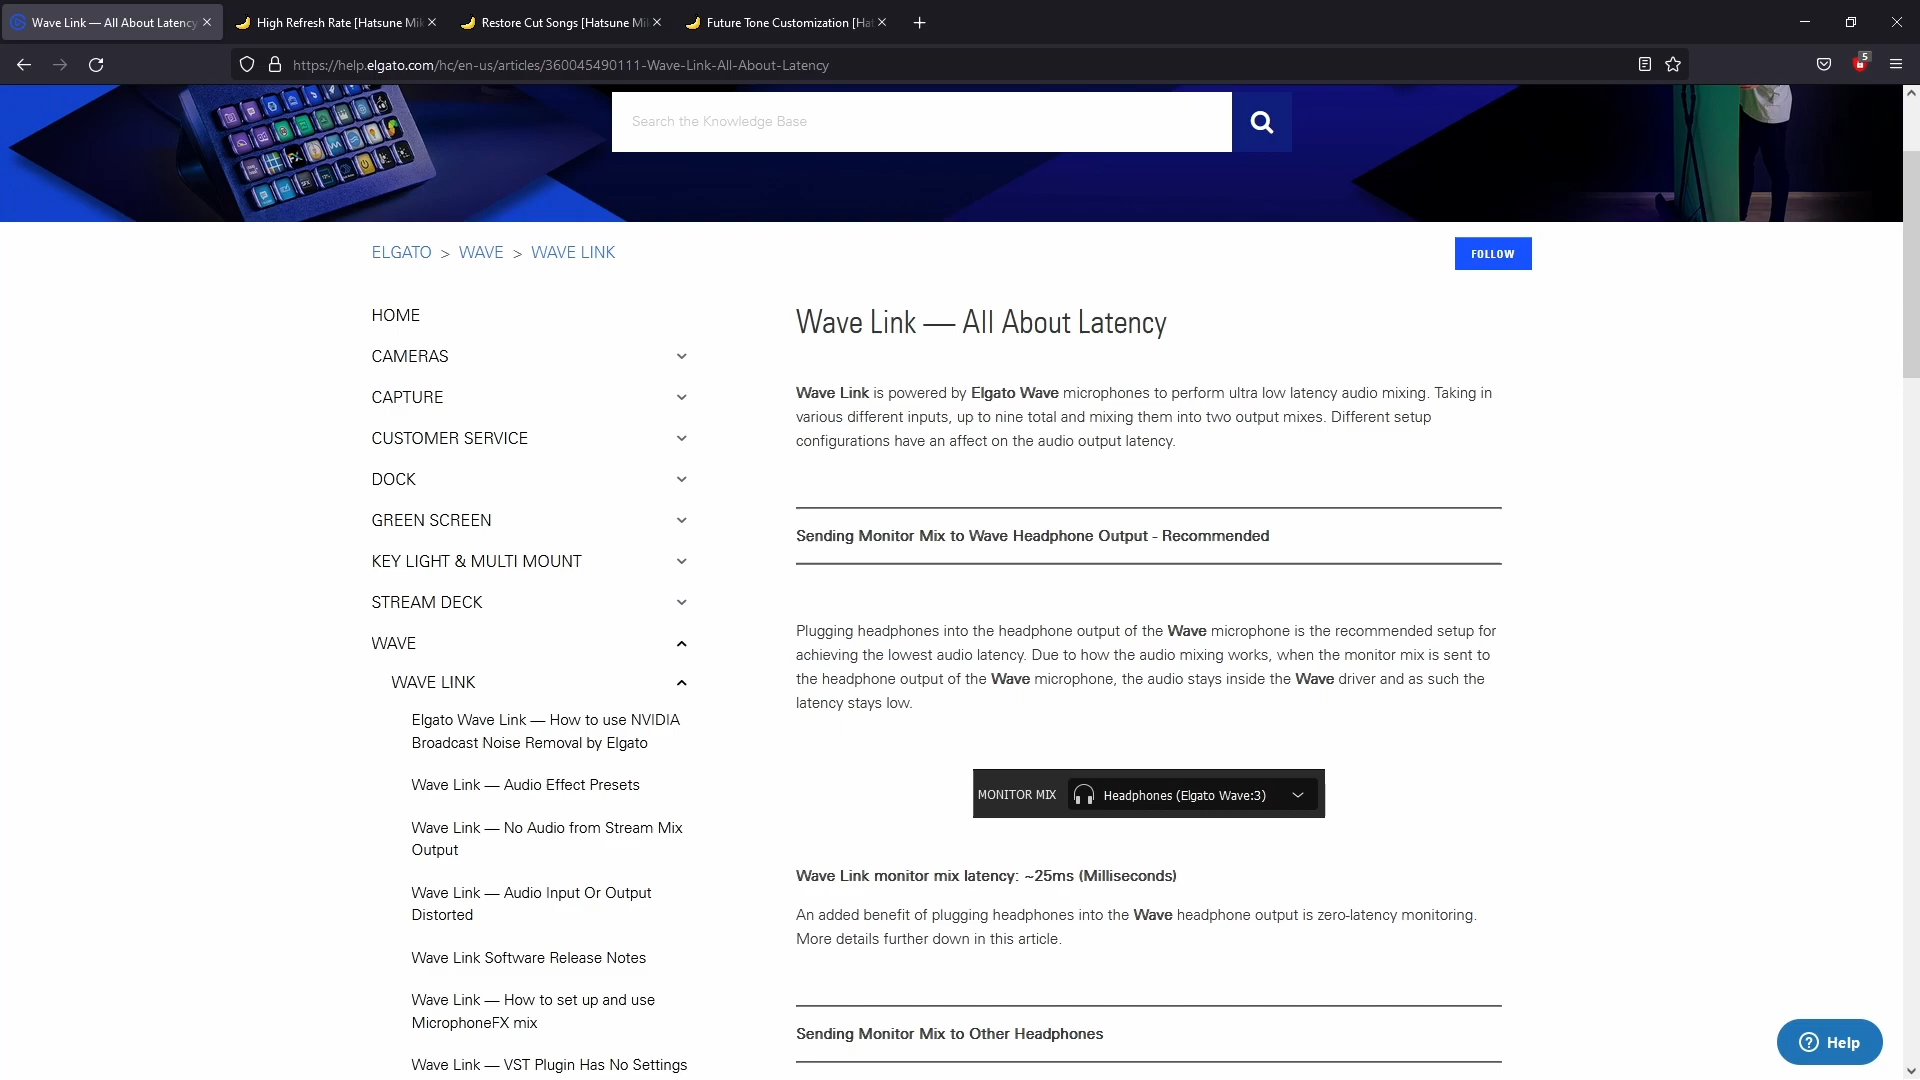 Wave Link — All About Latency
High Refresh Rate [Hatsune Mik
Restore Cut Songs [Hatsune Mik
Future Tone Customization [Hat
https://help.elgato.com/hc/en-us/articles/360045490111-Wave-Link-All-About-Latency
5
Search the Knowledge Base
ELGATO > WAVE > WAVE LINK
FOLLOW
HOME
CAMERAS
CAPTURE
CUSTOMER SERVICE
DOCK
GREEN SCREEN
KEY LIGHT & MULTI MOUNT
STREAM DECK
WAVE
WAVE LINK
Elgato Wave Link — How to use NVIDIA
Broadcast Noise Removal by Elgato
Wave Link — Audio Effect Presets
Wave Link — No Audio from Stream Mix
Output
Wave Link — Audio Input Or Output
Distorted
Wave Link Software Release Notes
Wave Link — How to set up and use
MicrophoneFX mix
Wave Link — VST Plugin Has No Settings
Wave Link — All About Latency
Wave Link is powered by Elgato Wave microphones to perform ultra low latency audio mixing. Taking in
various different inputs, up to nine total and mixing them into two output mixes. Different setup
configurations have an affect on the audio output latency.
Sending Monitor Mix to Wave Headphone Output - Recommended
Plugging headphones into the headphone output of the Wave microphone is the recommended setup for
achieving the lowest audio latency. Due to how the audio mixing works, when the monitor mix is sent to
the headphone output of the Wave microphone, the audio stays inside the Wave driver and as such the
latency stays low.
MONITOR MIX Headphones (Elgato Wave:3)
Wave Link monitor mix latency: ~25ms (Milliseconds)
An added benefit of plugging headphones into the Wave headphone output is zero-latency monitoring.
More details further down in this article.
Sending Monitor Mix to Other Headphones
? Help